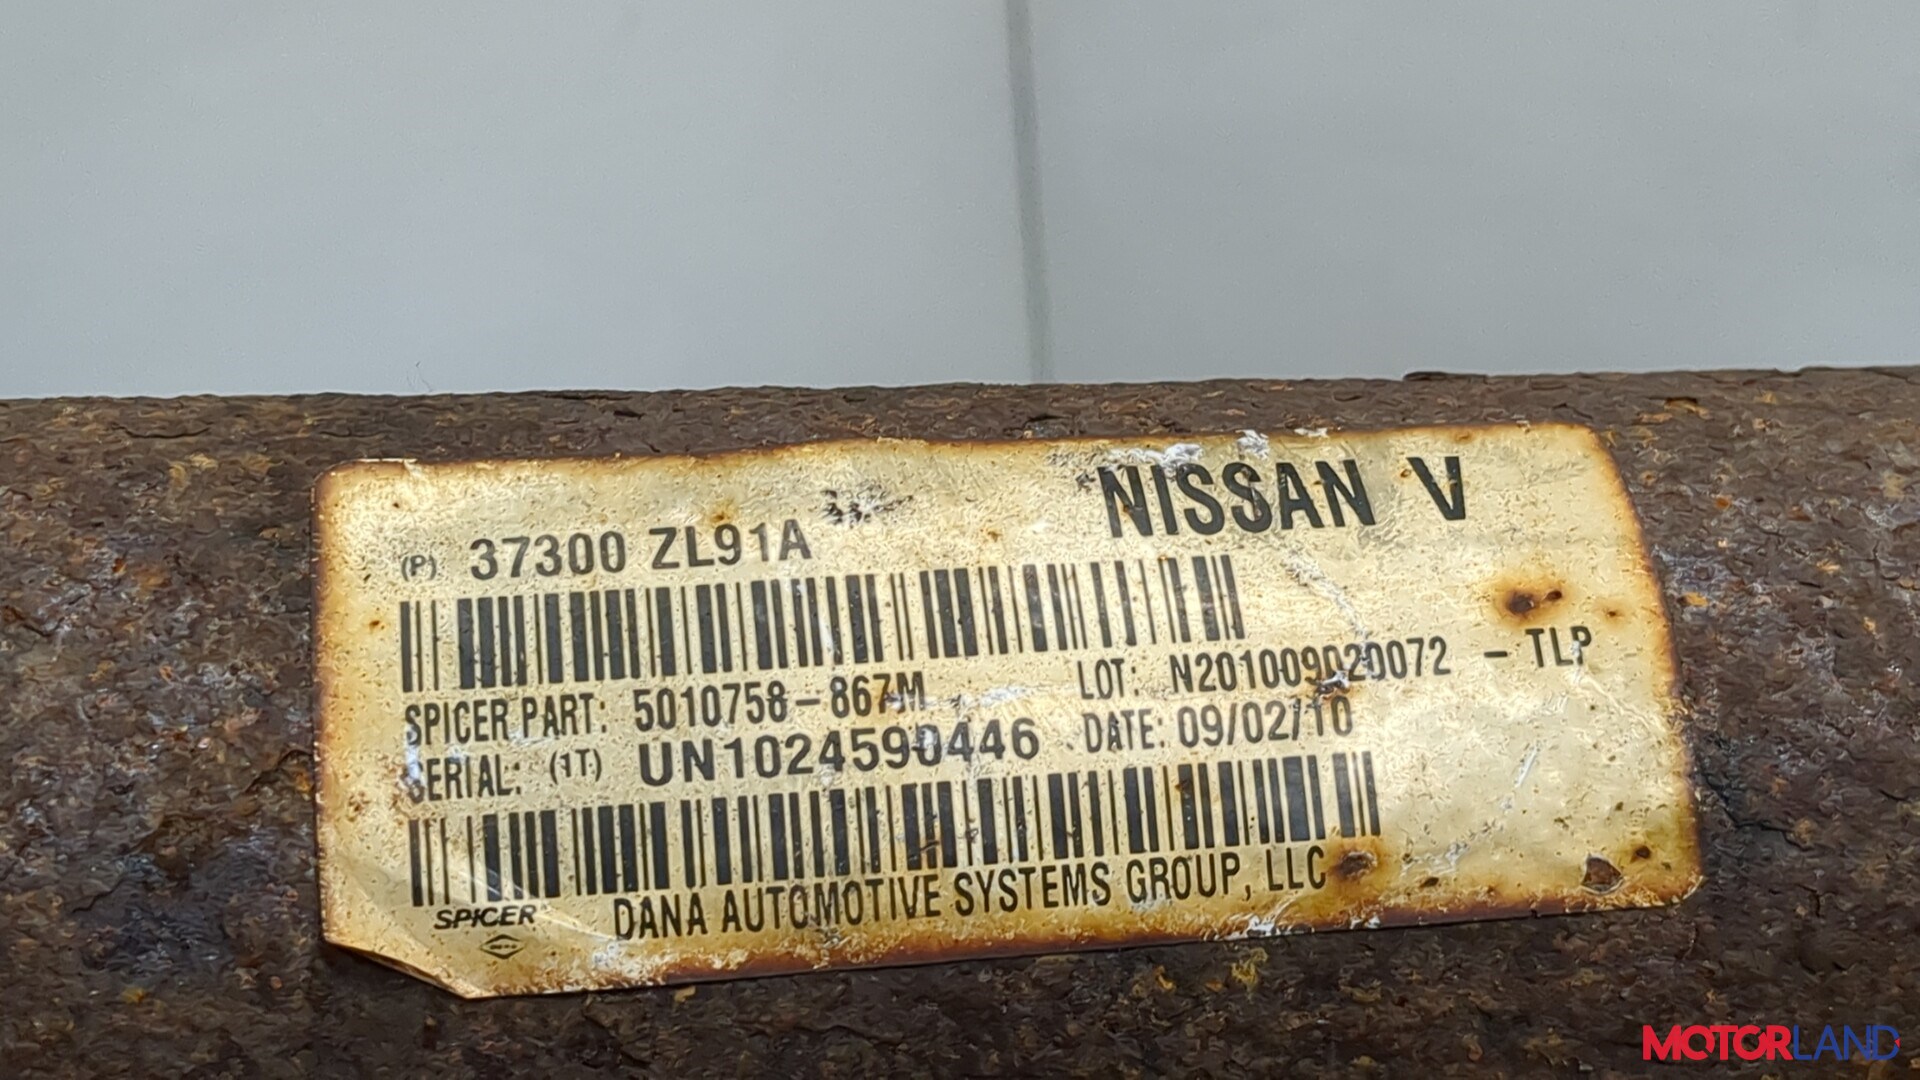 NISSAN V
(P) 37300 ZL91A
SPICER PART: 5010758-867M LOT: N201009020072 - TLP
SERIAL: (1T) UN1024590446 DATE: 09/02/10
SPICER DANA AUTOMOTIVE SYSTEMS GROUP, LLC
MOTORLAND